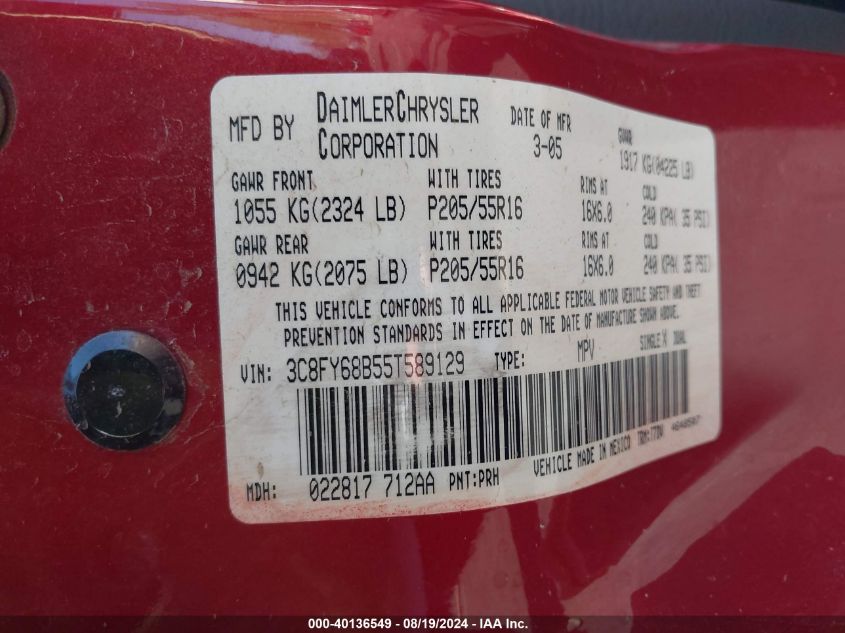 MFD BY DAIMLERCHRYSLER CORPORATION
DATE OF MFR 3-05
GVWR 1917 KG(04225 LB)
GAWR FRONT WITH TIRES RIMS AT COLD
1055 KG(2324 LB) P205/55R16 16X6.0 240 KPA( 35 PSI)
GAWR REAR WITH TIRES RIMS AT COLD
0942 KG(2075 LB) P205/55R16 16X6.0 240 KPA( 35 PSI)
THIS VEHICLE CONFORMS TO ALL APPLICABLE FEDERAL MOTOR VEHICLE SAFETY AND THEFT
PREVENTION STANDARDS IN EFFECT ON THE DATE OF MANUFACTURE SHOWN ABOVE.
VIN: 3C8FY68B55T589129 TYPE: MPV SINGLE X DUAL
MDH: 022817 712AA PNT:PRH VEHICLE MADE IN MEXICO
000-40136549 - 08/19/2024 - IAA Inc.